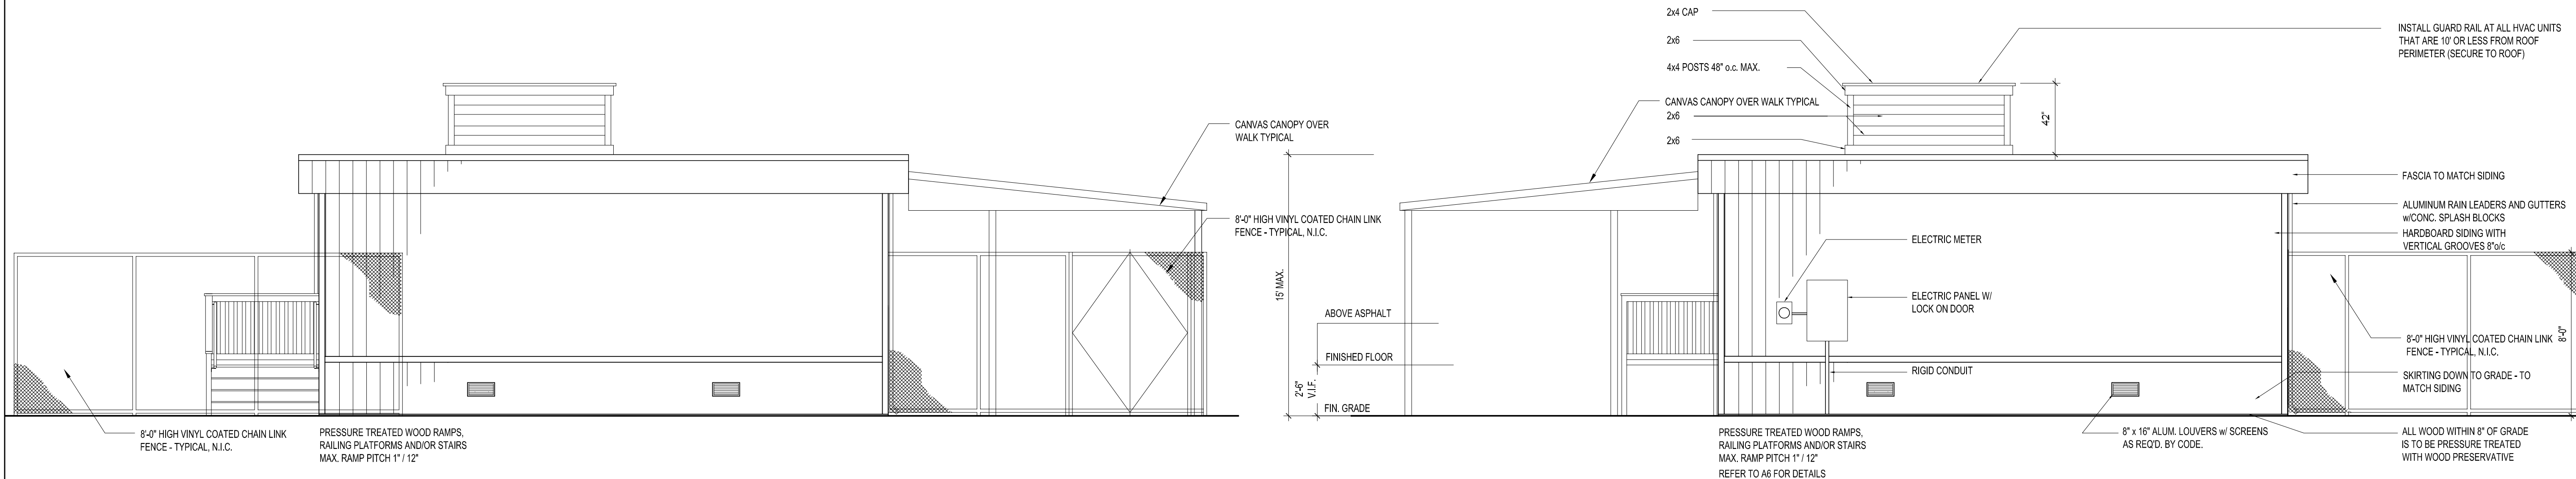 CANVAS CANOPY OVER
WALK TYPICAL
8'-0" HIGH VINYL COATED CHAIN LINK
FENCE - TYPICAL, N.I.C.
8'-0" HIGH VINYL COATED CHAIN LINK
FENCE - TYPICAL, N.I.C.
PRESSURE TREATED WOOD RAMPS,
RAILING PLATFORMS AND/OR STAIRS
MAX. RAMP PITCH 1" / 12"
15' MAX.
ABOVE ASPHALT
FINISHED FLOOR
2'-6"
V.I.F.
FIN. GRADE
2x4 CAP
2x6
4x4 POSTS 48" o.c. MAX.
CANVAS CANOPY OVER WALK TYPICAL
2x6
2x6
42"
INSTALL GUARD RAIL AT ALL HVAC UNITS
THAT ARE 10' OR LESS FROM ROOF
PERIMETER (SECURE TO ROOF)
FASCIA TO MATCH SIDING
ALUMINUM RAIN LEADERS AND GUTTERS
w/CONC. SPLASH BLOCKS
HARDBOARD SIDING WITH
VERTICAL GROOVES 8"o/c
ELECTRIC METER
ELECTRIC PANEL W/
LOCK ON DOOR
RIGID CONDUIT
8'-0"
8'-0" HIGH VINYL COATED CHAIN LINK
FENCE - TYPICAL, N.I.C.
SKIRTING DOWN TO GRADE - TO
MATCH SIDING
PRESSURE TREATED WOOD RAMPS,
RAILING PLATFORMS AND/OR STAIRS
MAX. RAMP PITCH 1" / 12"
REFER TO A6 FOR DETAILS
8" x 16" ALUM. LOUVERS w/ SCREENS
AS REQ'D. BY CODE.
ALL WOOD WITHIN 8" OF GRADE
IS TO BE PRESSURE TREATED
WITH WOOD PRESERVATIVE